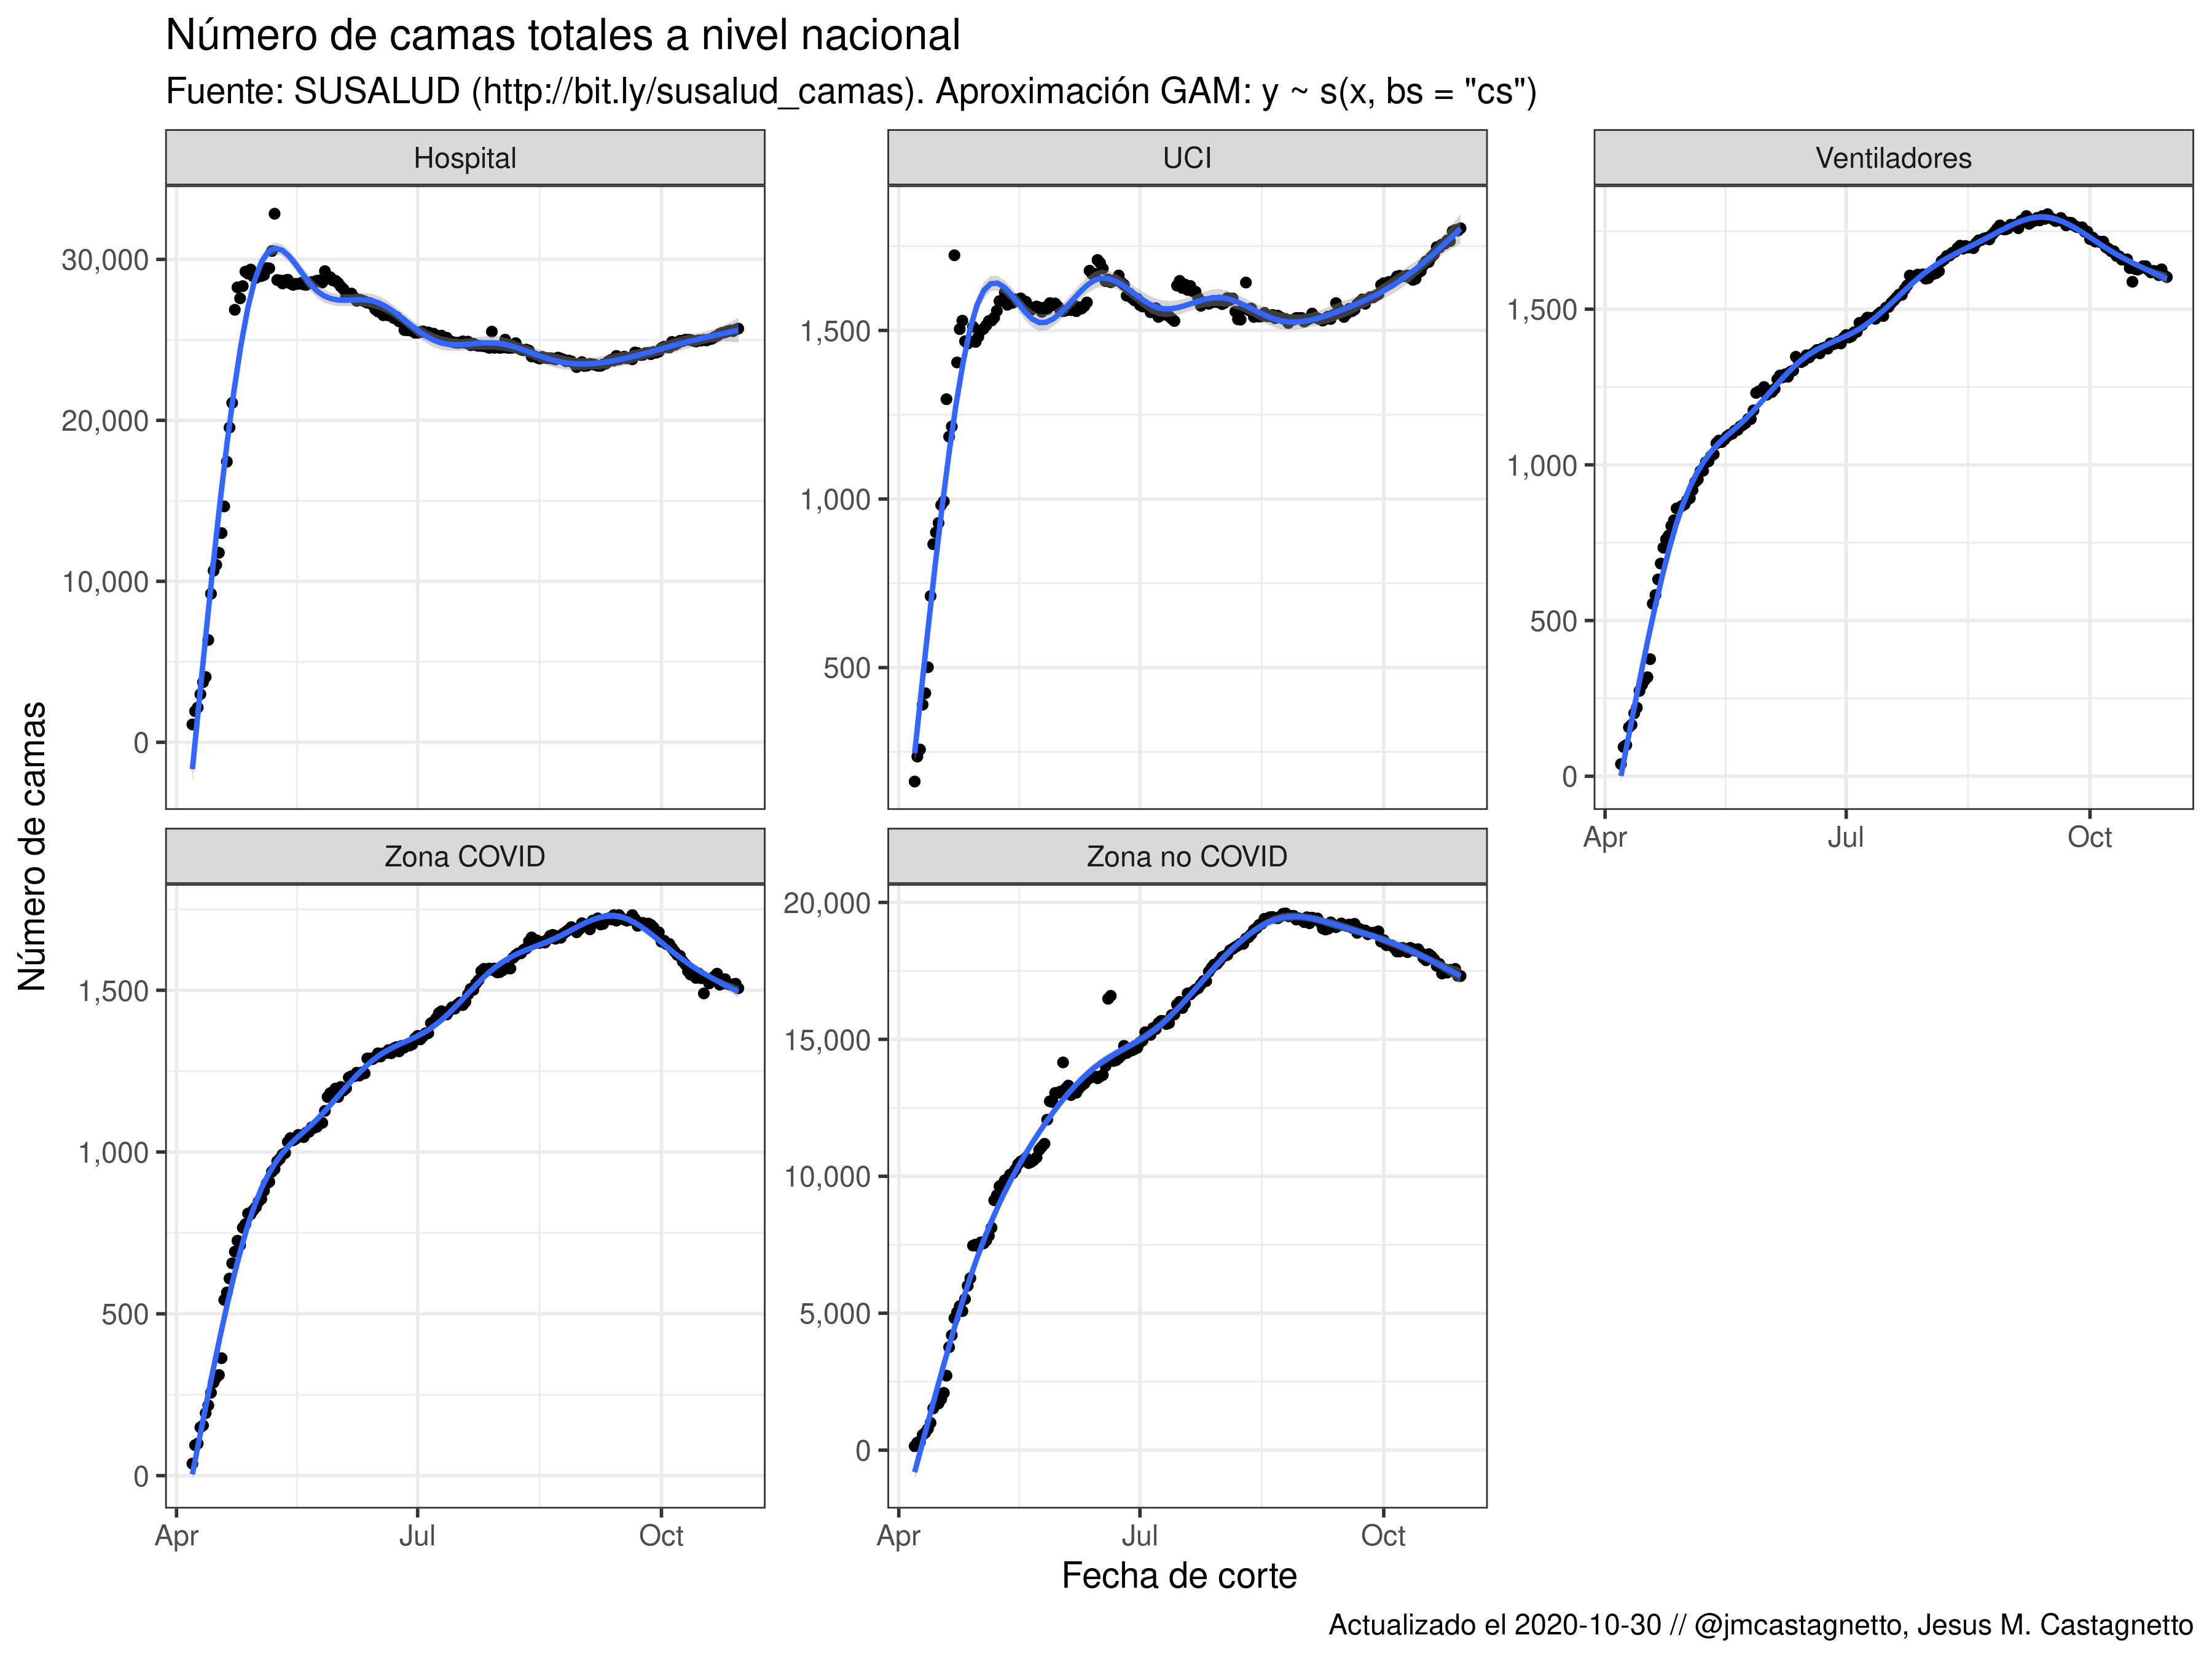 Número de camas totales a nivel nacional
Fuente: SUSALUD (http://bit.ly/susalud_camas). Aproximación GAM: y ~ s(x, bs = "cs")
Hospital
UCI
Ventiladores
30,000
20,000
10,000
0
1,500
1,000
500
1,500
1,000
500
0
Apr
Jul
Oct
Número de camas
Zona COVID
Zona no COVID
1,500
1,000
500
0
20,000
15,000
10,000
5,000
0
Apr
Jul
Oct
Apr
Jul
Oct
Fecha de corte
Actualizado el 2020-10-30 // @jmcastagnetto, Jesus M. Castagnetto